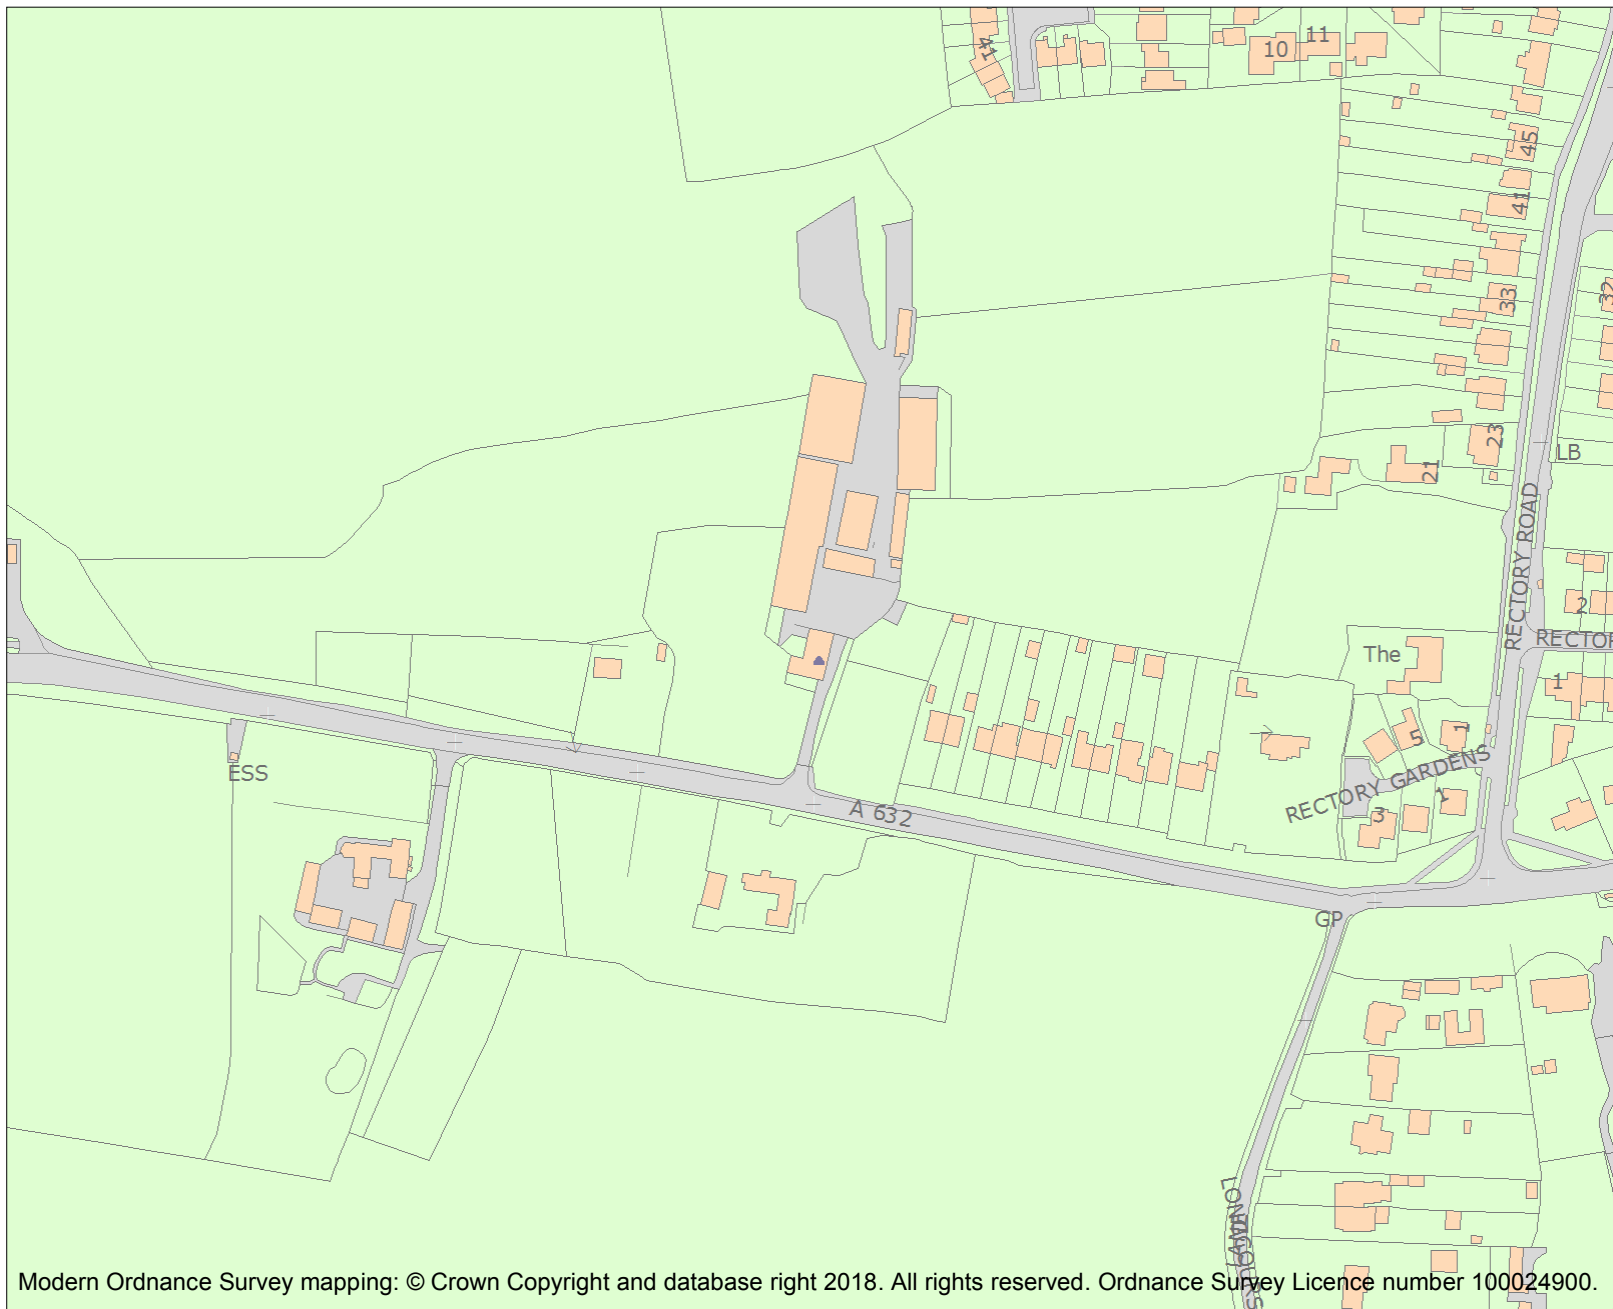 41
10
11
45
41
33
32
23
21
LB
RECTORY ROAD
2
RECTOR
The
1
5
1
ESS
RECTORY GARDENS
1
3
A 632
GP
Modern Ordnance Survey mapping: © Crown Copyright and database right 2018. All rights reserved. Ordnance Survey Licence number 100024900.